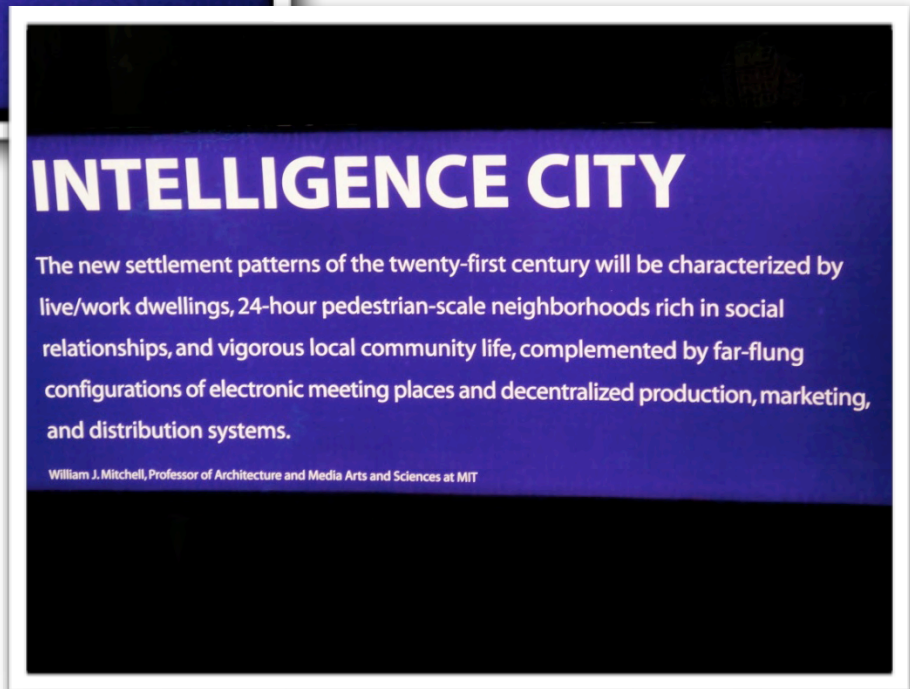 INTELLIGENCE CITY
The new settlement patterns of the twenty-first century will be characterized by
live/work dwellings, 24-hour pedestrian-scale neighborhoods rich in social
relationships, and vigorous local community life, complemented by far-flung
configurations of electronic meeting places and decentralized production, marketing,
and distribution systems.
William J. Mitchell, Professor of Architecture and Media Arts and Sciences at MIT